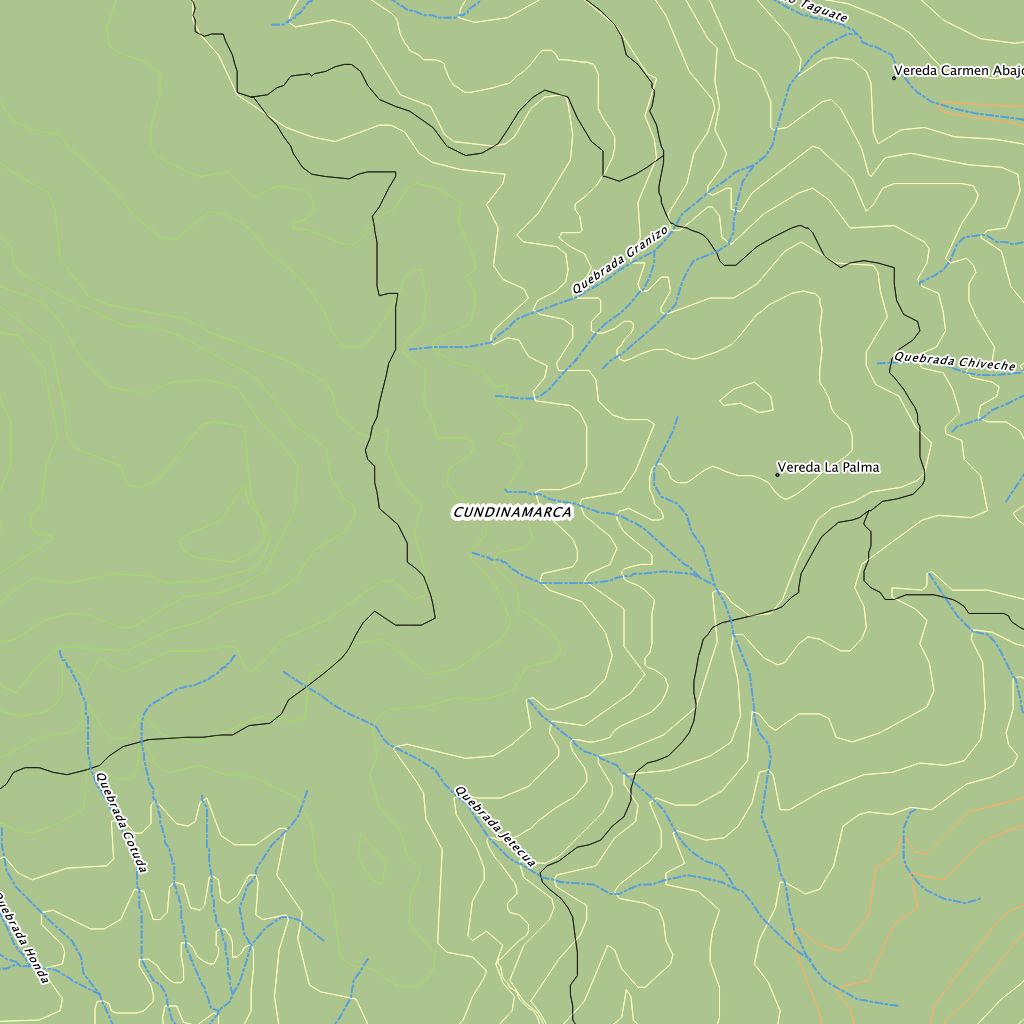 Taguate
Vereda Carmen Abajo
Quebrada Granizo
Quebrada Chiveche
Vereda La Palma
CUNDINAMARCA
Quebrada Cotuda
Quebrada Jetecua
Quebrada Honda